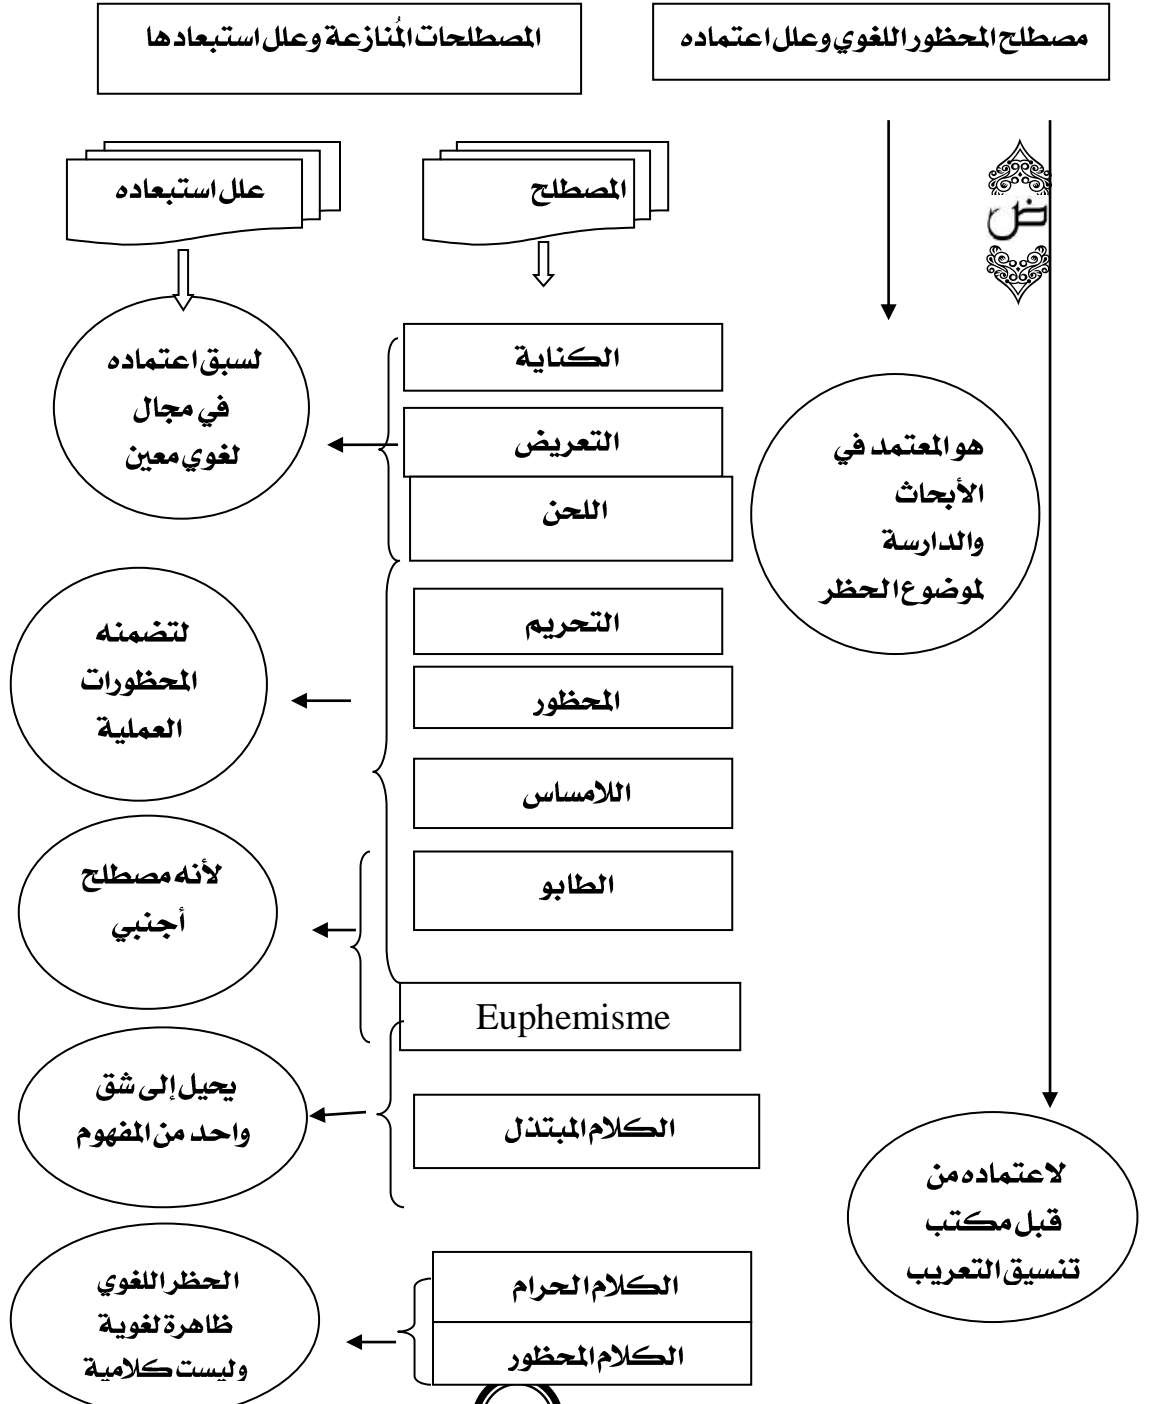 مصطلح المحظور اللغوي وعلل اعتماده
المصطلحات المُنازعة وعلل استبعادها
ض
هو المعتمد في
الأبحاث
والدارسة
لموضوع الحظر
لاعتماده من
قبل مكتب
تنسيق التعريب
المصطلح
علل استبعاده
الكناية
التعريض
اللحن
لسبق اعتماده
في مجال
لغوي معين
التحريم
المحظور
اللامساس
لتضمنه
المحظورات
العملية
الطابو
لأنه مصطلح
أجنبي
Euphemisme
الكلام المبتذل
يحيل إلى شق
واحد من المفهوم
الكلام الحرام
الكلام المحظور
الحظر اللغوي
ظاهرة لغوية
وليست كلامية